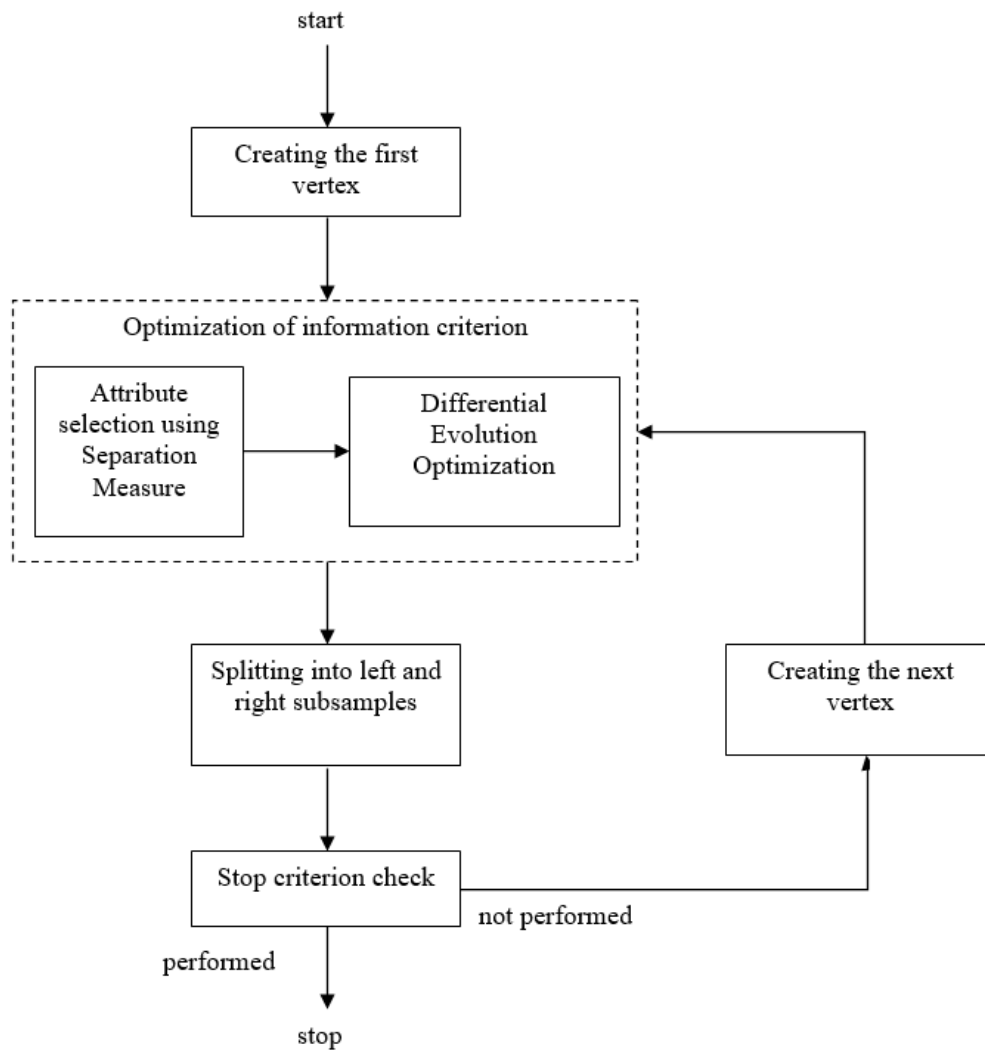 start
Creating the first
vertex
Optimization of information criterion
Attribute
selection using
Separation
Measure
Differential
Evolution
Optimization
Splitting into left and
right subsamples
Creating the next
vertex
Stop criterion check
not performed
performed
stop